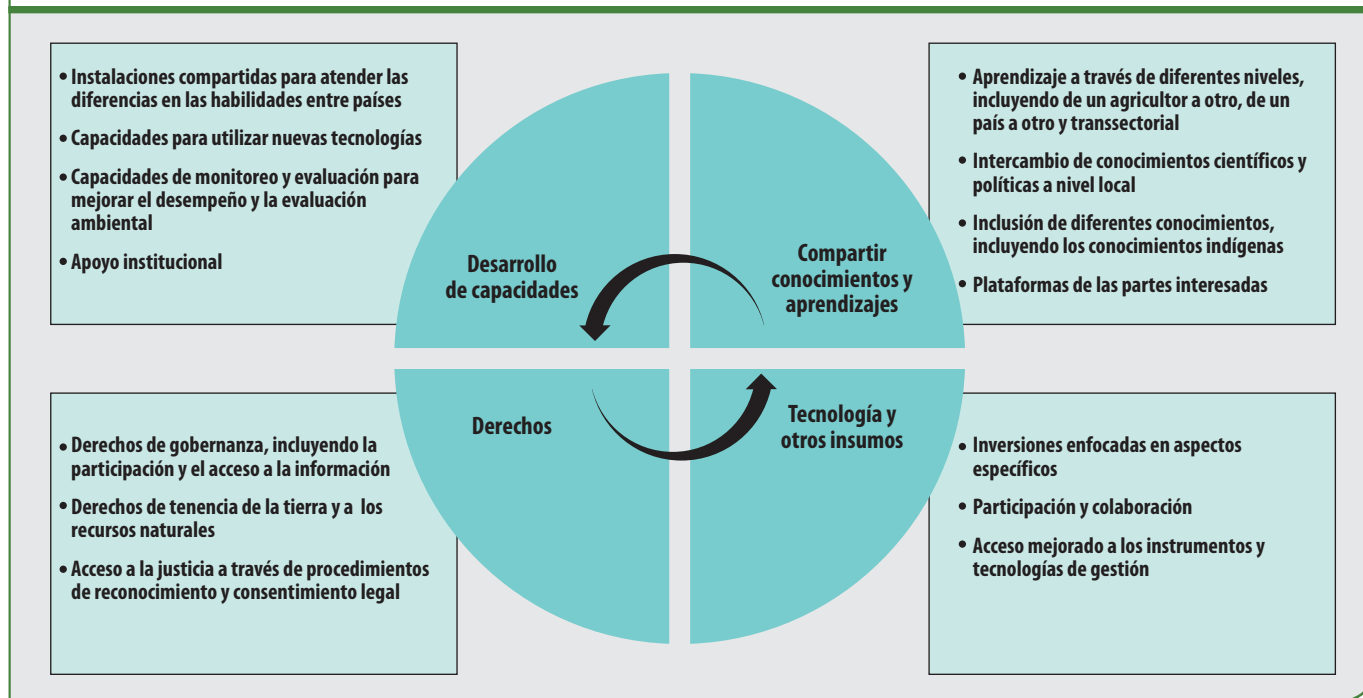 • Instalaciones compartidas para atender las
diferencias en las habilidades entre países
• Capacidades para utilizar nuevas tecnologías
• Capacidades de monitoreo y evaluación para
mejorar el desempeño y la evaluación
ambiental
• Apoyo institucional
Desarrollo
de capacidades
Compartir
conocimientos y
aprendizajes
• Aprendizaje a través de diferentes niveles,
incluyendo de un agricultor a otro, de un
país a otro y transsectorial
• Intercambio de conocimientos científicos y
políticas a nivel local
• Inclusión de diferentes conocimientos,
incluyendo los conocimientos indígenas
• Plataformas de las partes interesadas
• Derechos de gobernanza, incluyendo la
participación y el acceso a la información
• Derechos de tenencia de la tierra y a los
recursos naturales
• Acceso a la justicia a través de procedimientos
de reconocimiento y consentimiento legal
Derechos
Tecnología y
otros insumos
• Inversiones enfocadas en aspectos
específicos
• Participación y colaboración
• Acceso mejorado a los instrumentos y
tecnologías de gestión